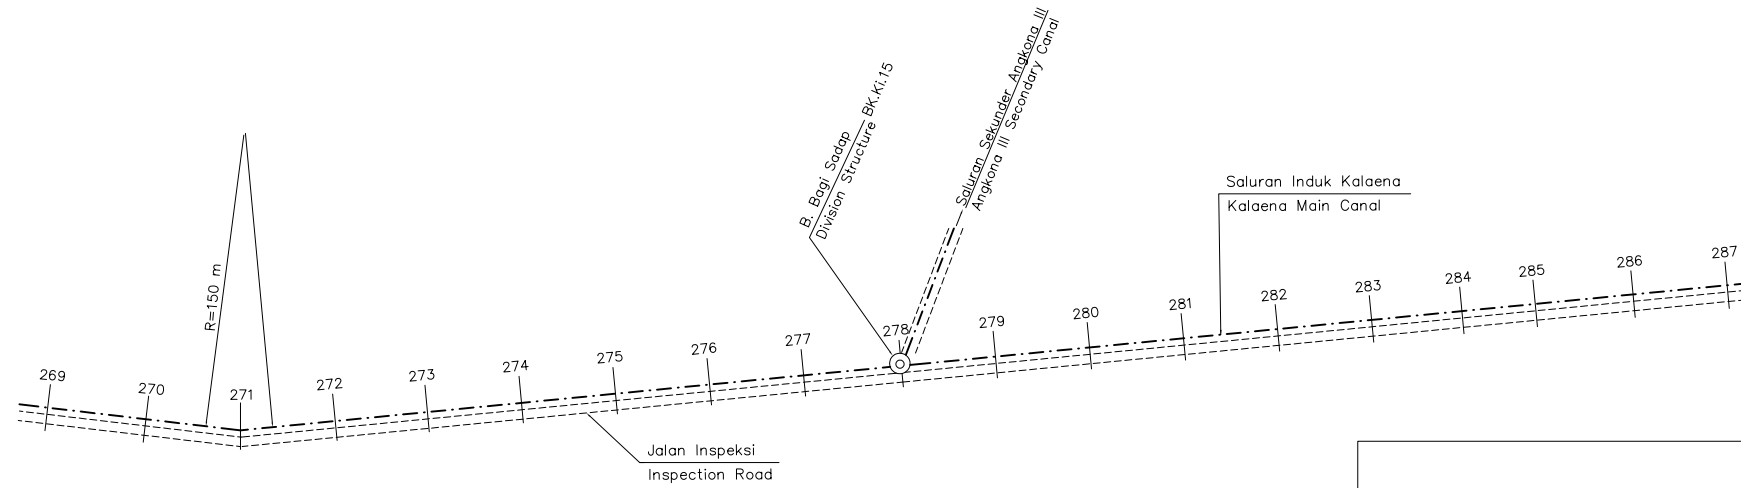 B. Bagi Sadap
Division Structure
BK.Ki.15
Saluran Sekunder Angkona III
Angkona III Secondary Canal
Saluran Induk Kalaena
Kalaena Main Canal
R=150 m
269
270
271
272
273
274
275
276
277
278
279
280
281
282
283
284
285
286
287
Jalan Inspeksi
Inspection Road